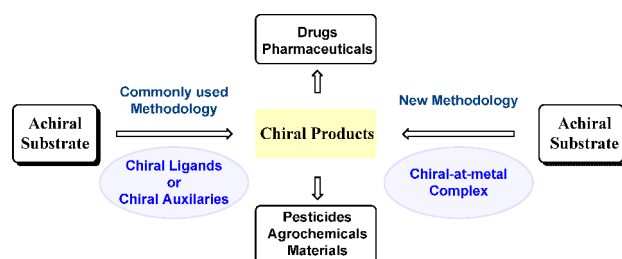 Drugs
Pharmaceuticals
Commonly used
Methodology
New Methodology
Achiral
Substrate
Chiral Products
Achiral
Substrate
Chiral Ligands
or
Chiral Auxilaries
Chiral-at-metal
Complex
Pesticides
Agrochemicals
Materials